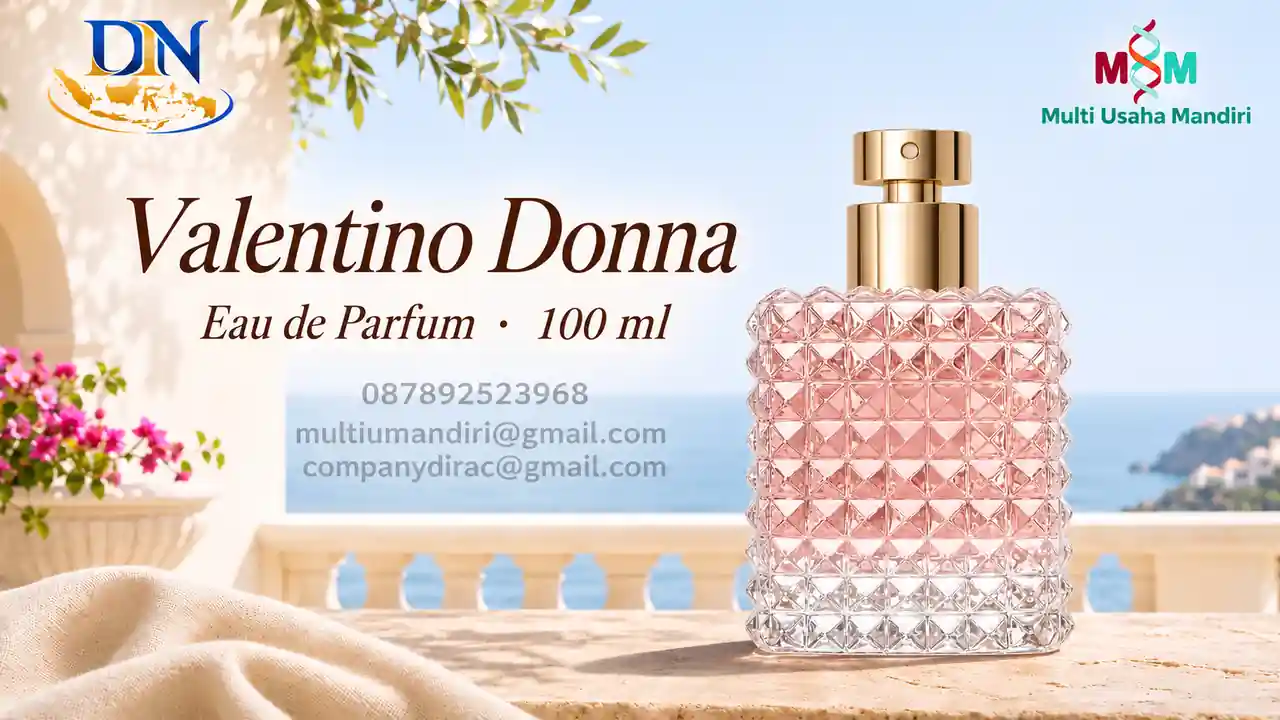 DN
MSM
Multi Usaha Mandiri
Valentino Donna
Eau de Parfum · 100 ml
087892523968
multiumandiri@gmail.com
companydirac@gmail.com